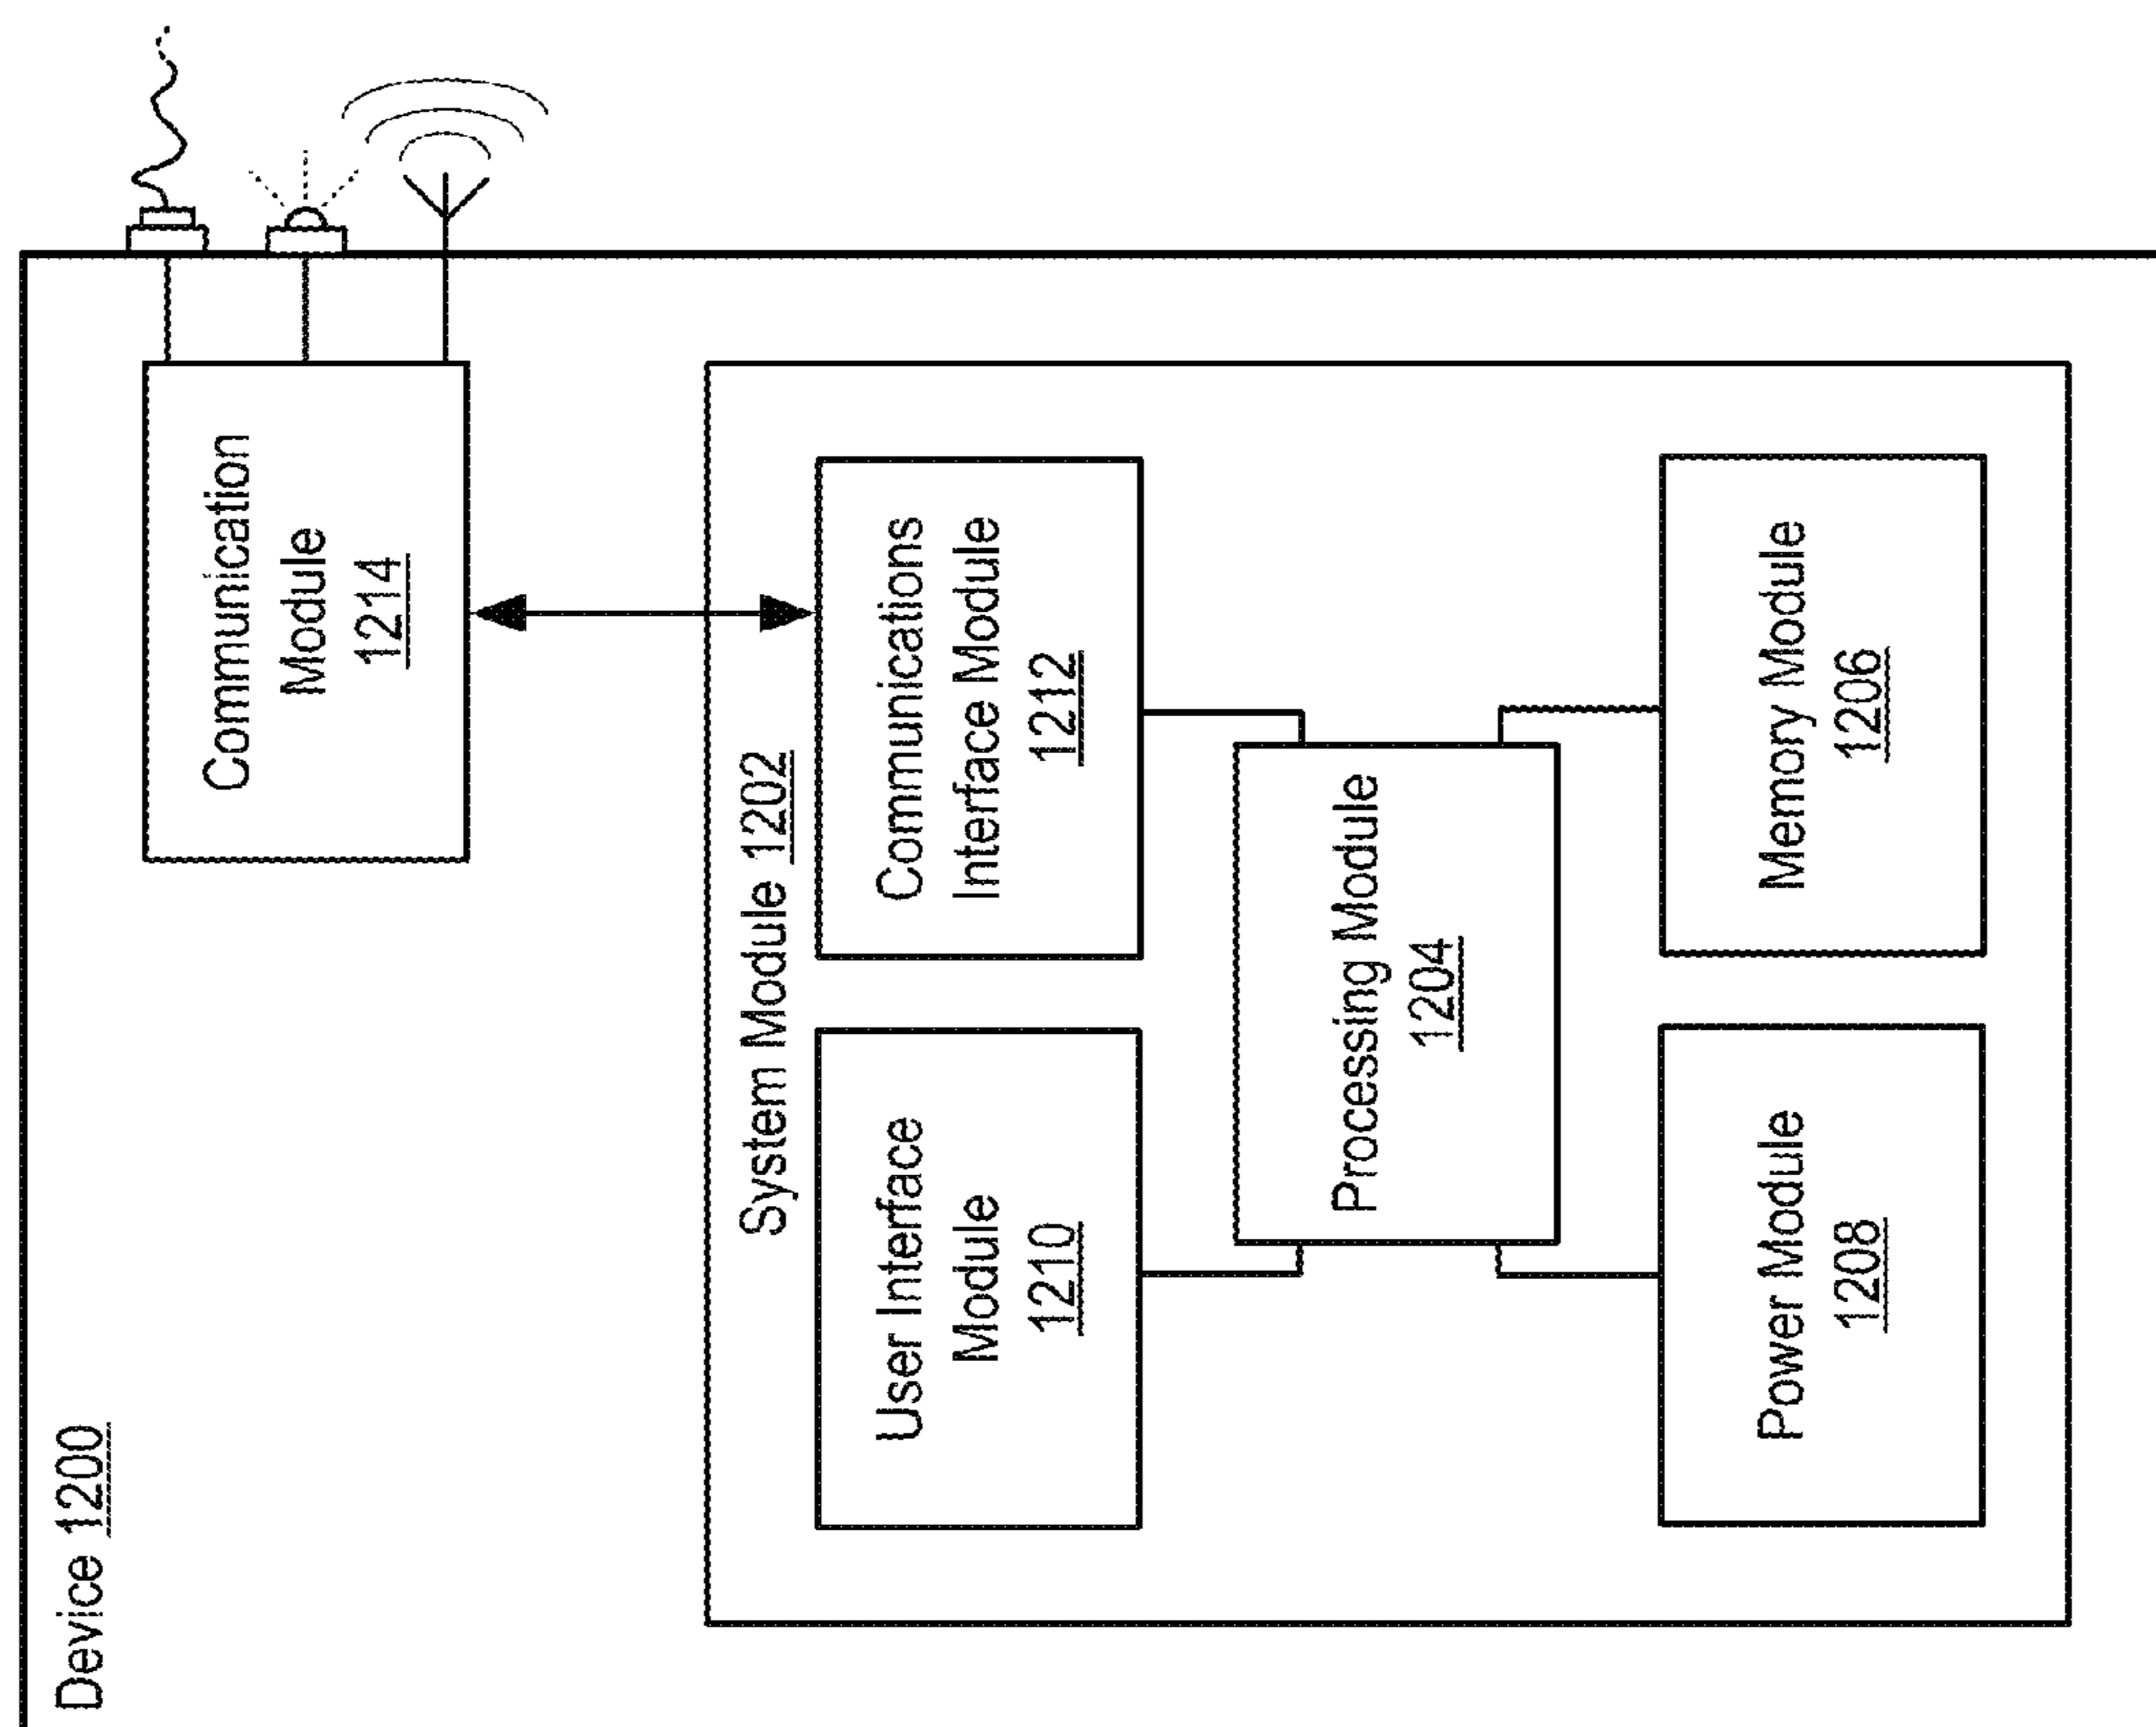 Device 1200
Communication
Module
1214
System Module 1202
User Interface
Module
1210
Communications
Interface Module
1212
Processing Module
1204
Power Module
1208
Memory Module
1206